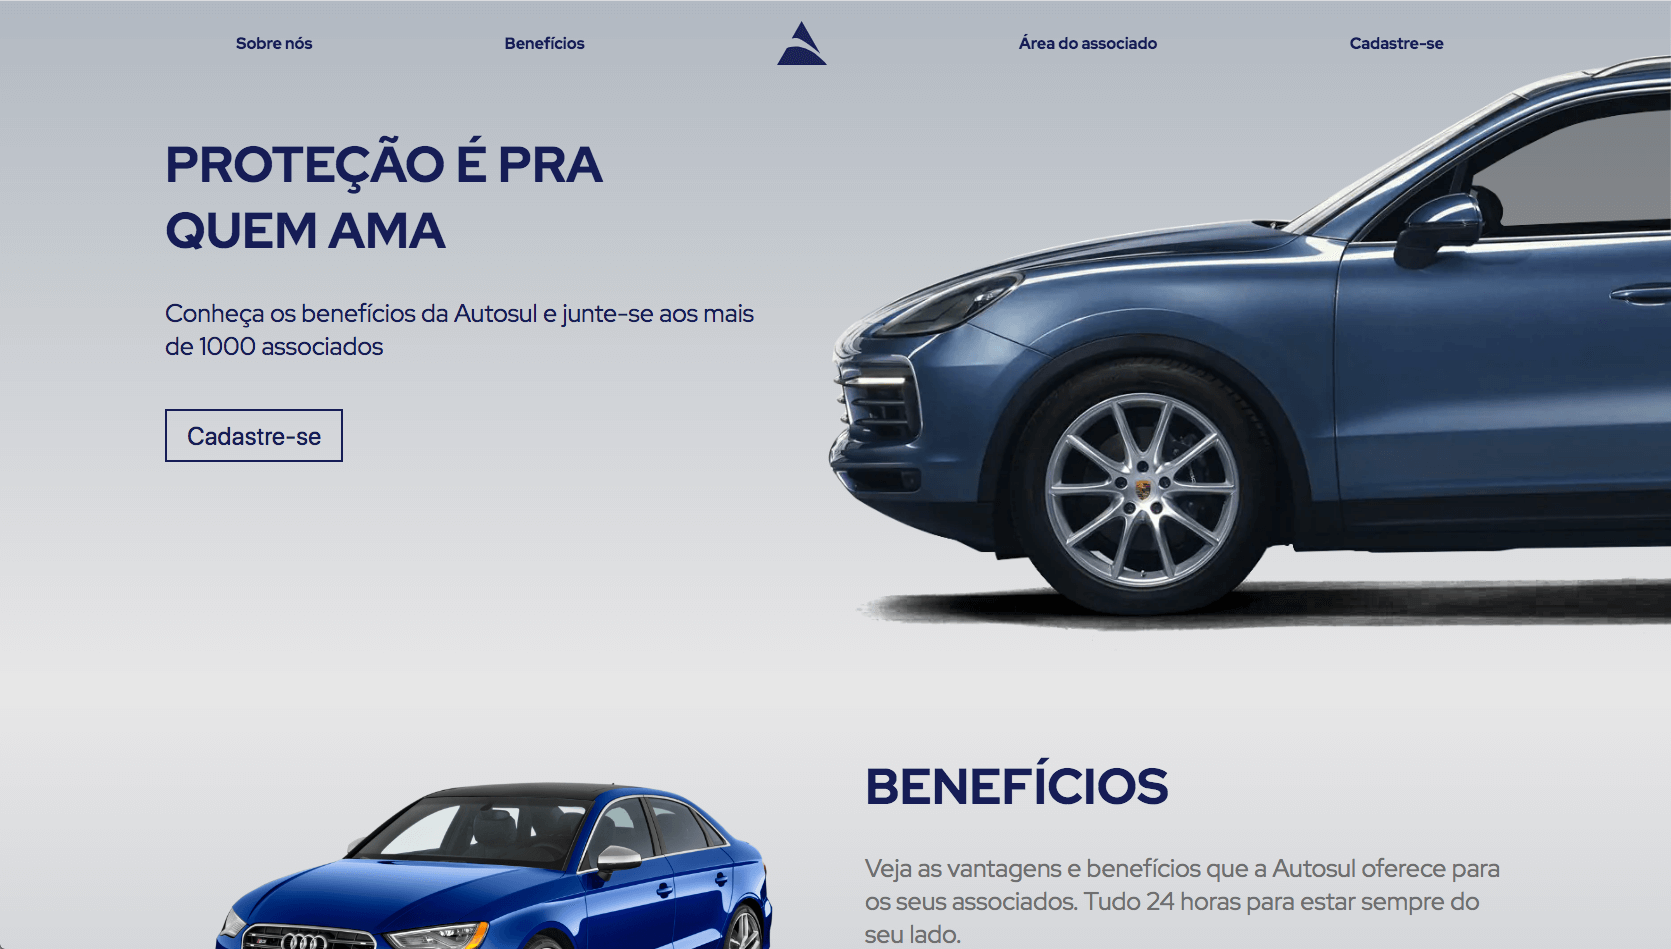 Sobre nós
Benefícios
Área do associado
Cadastre-se
PROTEÇÃO É PRA
QUEM AMA
Conheça os benefícios da Autosul e junte-se aos mais
de 1000 associados
Cadastre-se
BENEFÍCIOS
Veja as vantagens e benefícios que a Autosul oferece para
os seus associados. Tudo 24 horas para estar sempre do
seu lado.